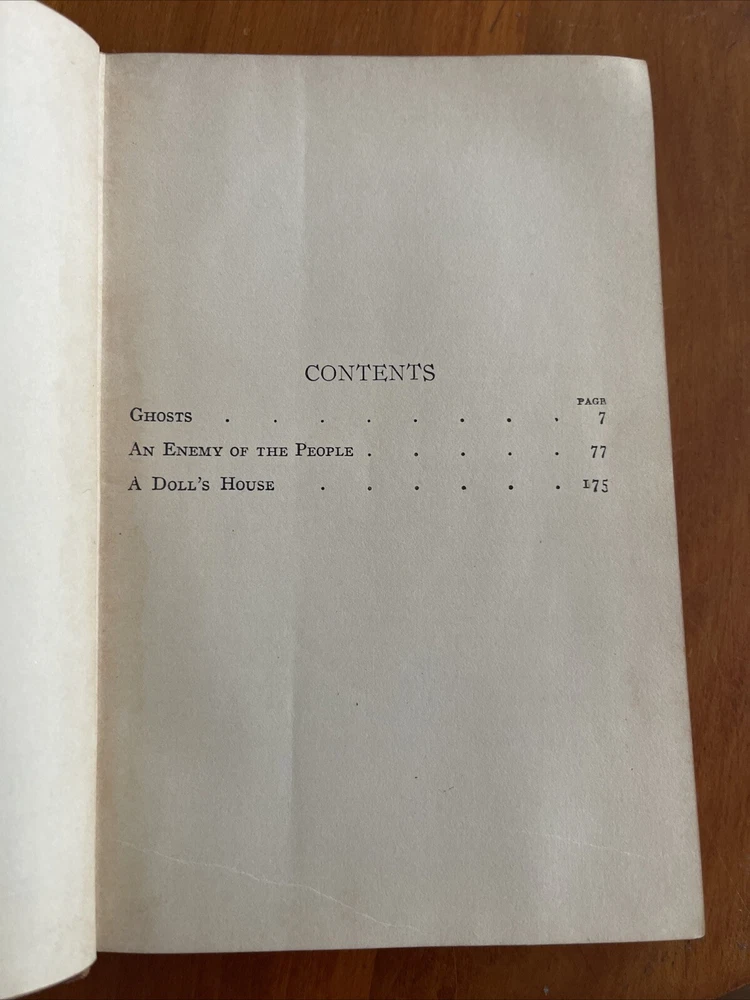 CONTENTS
PAGE
GHOSTS . . . . . . . . 7
AN ENEMY OF THE PEOPLE . . . . . 77
A DOLL'S HOUSE . . . . . . 175